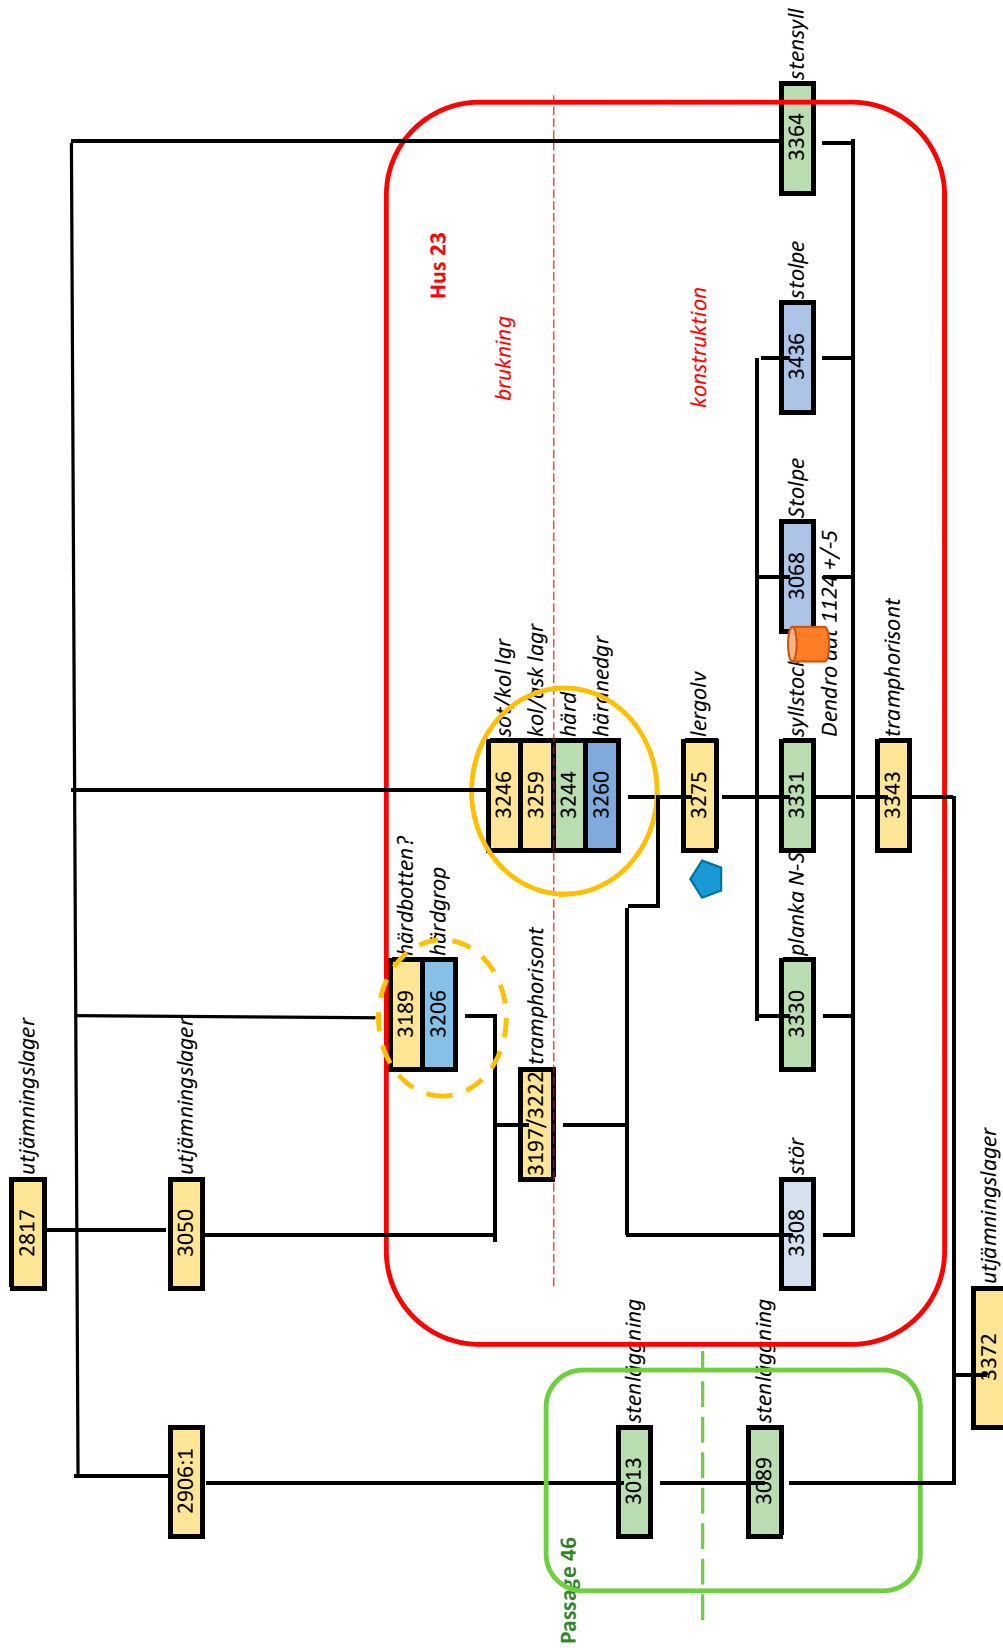 2817 utjämningslager
2906:1
3050 utjämningslager
3189 härdbotten?
3206 härdgrop
Hus 23
3246 sot/kol lgr
brukning
3259 kol/ask lagr
3197/3222 tramphorisont
3244 härd
Passage 46
3260 härdnedgr
3013 stenläggning
3275 lergolv
konstruktion
3089 stenläggning
3308 stör
3330 planka N-S
3331 syllstock
3068 Stolpe
3436 stolpe
3364 stensyll
Dendro dat 1124 +/-5
3343 tramphorisont
3372 utjämningslager